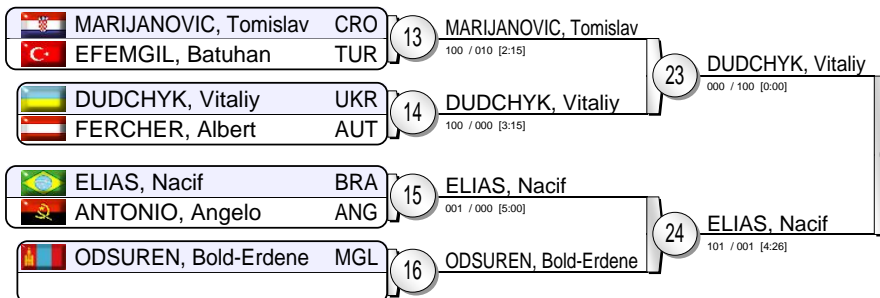 MARIJANOVIC, Tomislav CRO
EFEMGIL, Batuhan TUR
13
MARIJANOVIC, Tomislav
100 / 010 [2:15]
DUDCHYK, Vitaliy UKR
FERCHER, Albert AUT
14
DUDCHYK, Vitaliy
100 / 000 [3:15]
23
DUDCHYK, Vitaliy
000 / 100 [0:00]
ELIAS, Nacif BRA
ANTONIO, Angelo ANG
15
ELIAS, Nacif
001 / 000 [5:00]
ODSUREN, Bold-Erdene MGL
16
ODSUREN, Bold-Erdene
24
ELIAS, Nacif
101 / 001 [4:26]